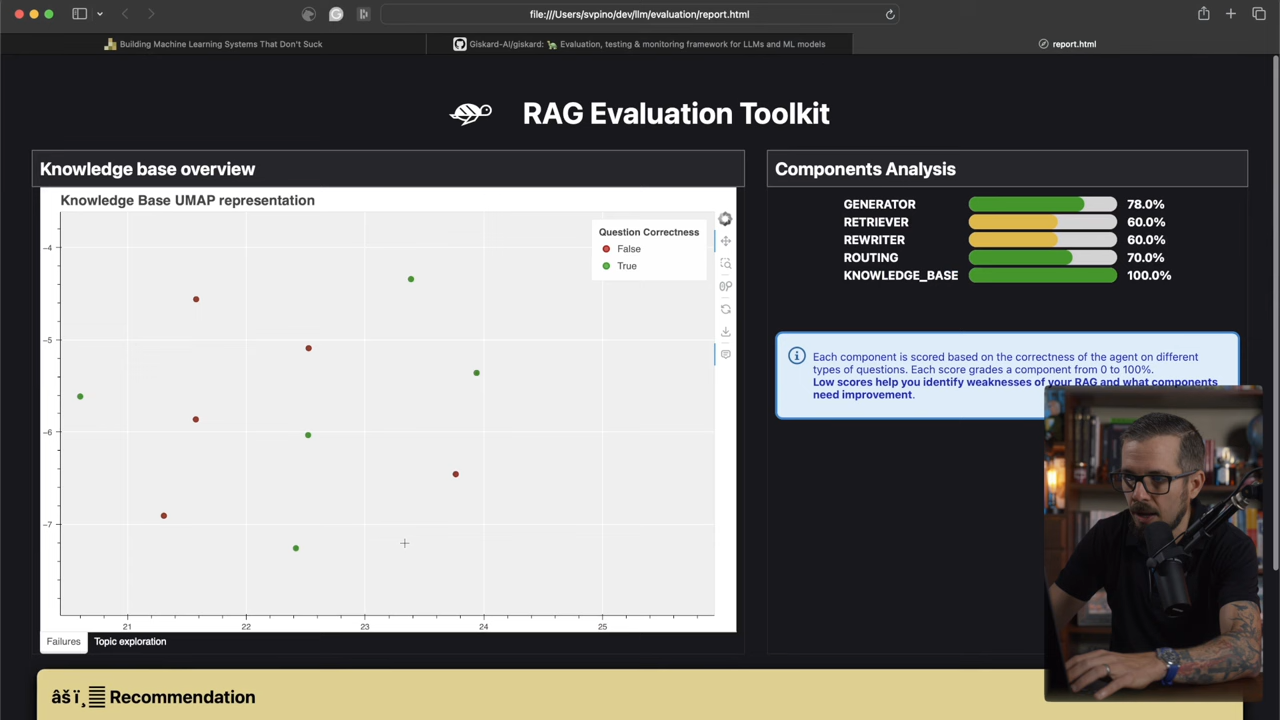 file:///Users/svpino/dev/llm/evaluation/report.html
Building Machine Learning Systems That Don't Suck
Giskard-AI/giskard: 🐢 Evaluation, testing & monitoring framework for LLMs and ML models
report.html
RAG Evaluation Toolkit
Knowledge base overview
Knowledge Base UMAP representation
Question Correctness
False
True
-4
-5
-6
-7
21
22
23
24
25
Failures
Topic exploration
Components Analysis
GENERATOR 78.0%
RETRIEVER 60.0%
REWRITER 60.0%
ROUTING 70.0%
KNOWLEDGE_BASE 100.0%
Each component is scored based on the correctness of the agent on different
types of questions. Each score grades a component from 0 to 100%.
Low scores help you identify weaknesses of your RAG and what components
need improvement.
Recommendation